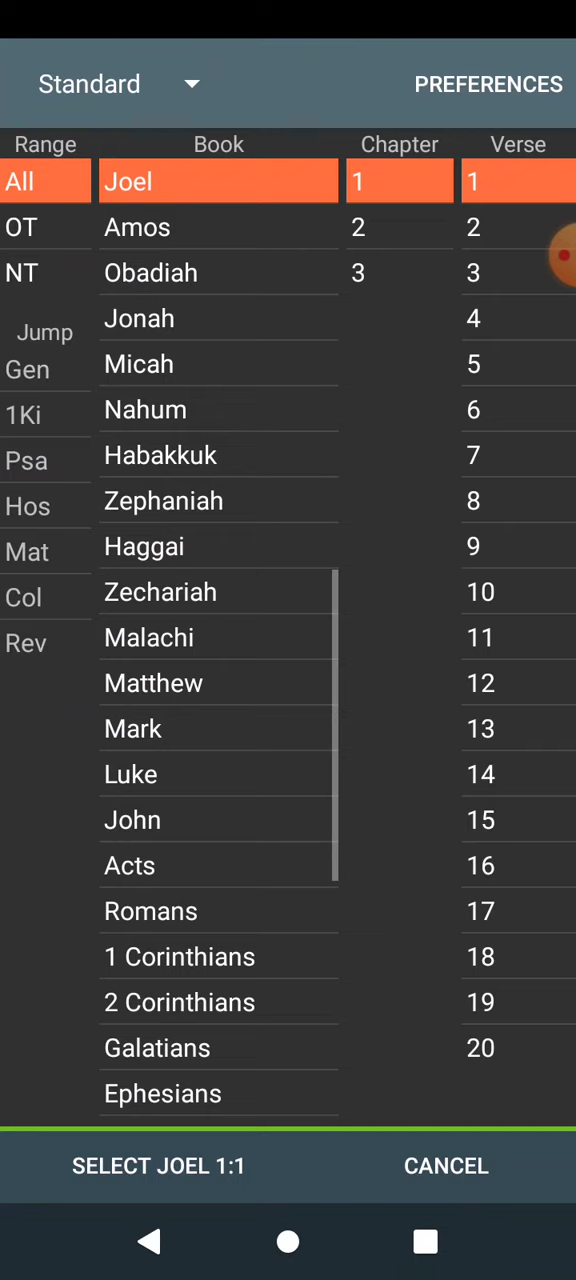 Standard PREFERENCES
Range Book Chapter Verse
All Joel 1 1
OT Amos 2 2
NT Obadiah 3 3
Jump Jonah 4
Gen Micah 5
1Ki Nahum 6
Psa Habakkuk 7
Hos Zephaniah 8
Mat Haggai 9
Col Zechariah 10
Rev Malachi 11
Matthew 12
Mark 13
Luke 14
John 15
Acts 16
Romans 17
1 Corinthians 18
2 Corinthians 19
Galatians 20
Ephesians
SELECT JOEL 1:1 CANCEL